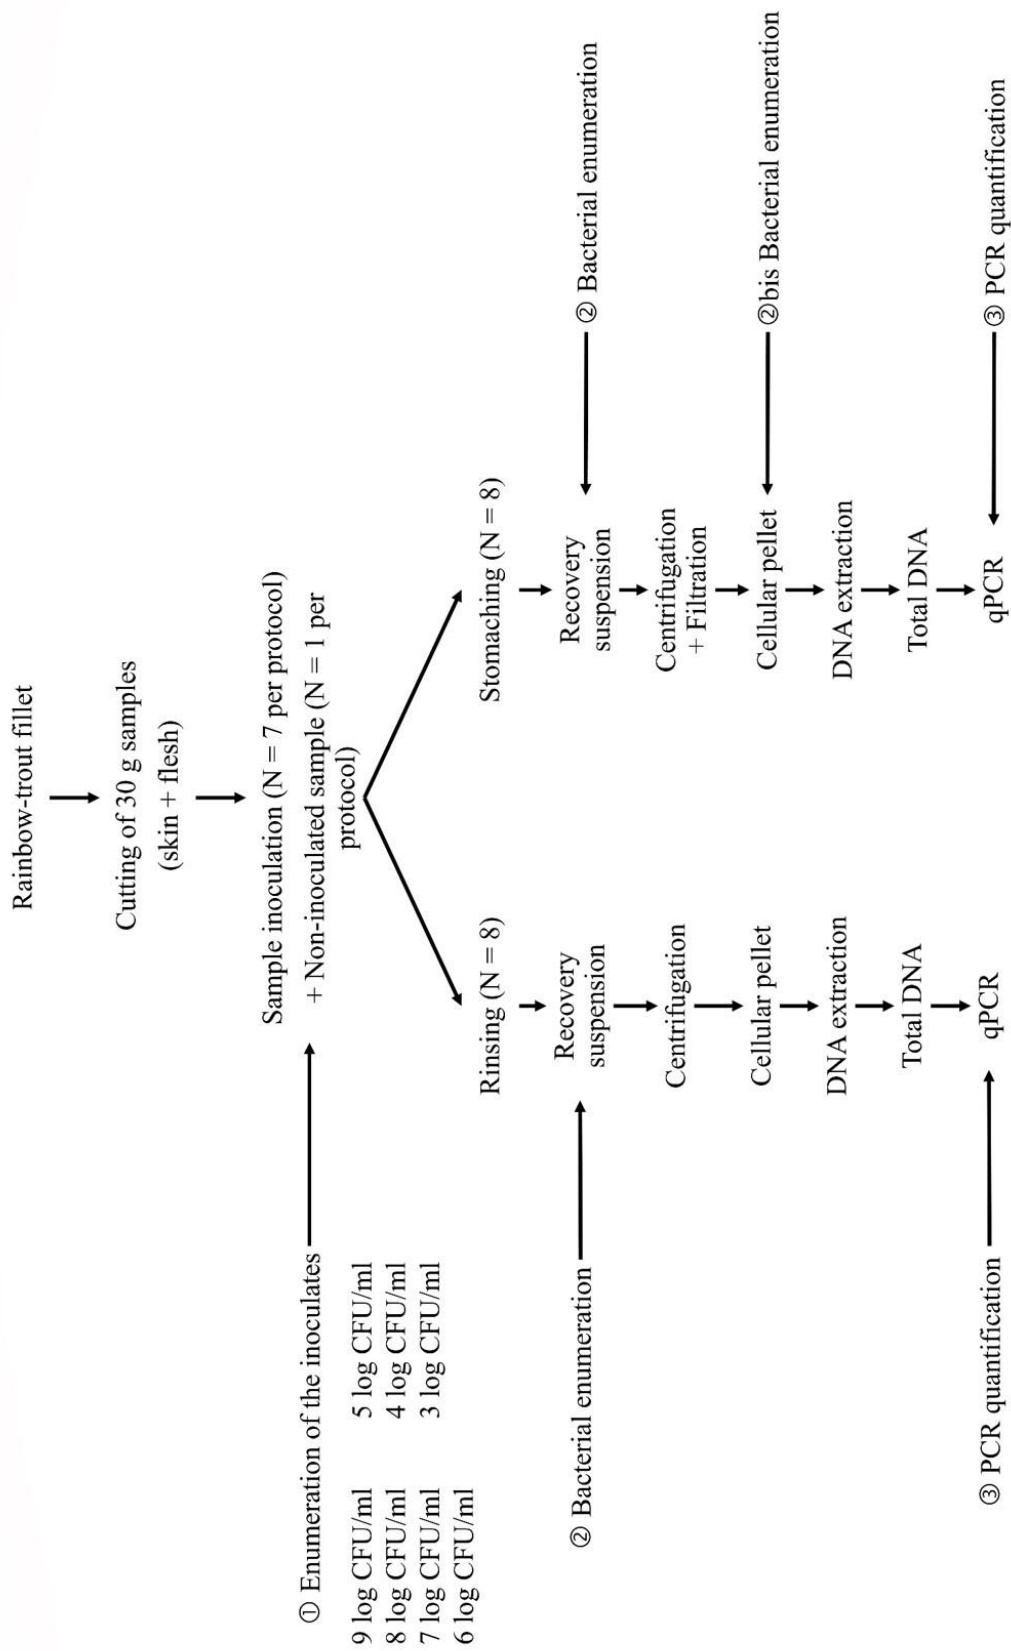 Rainbow-trout fillet
Cutting of 30 g samples
(skin + flesh)
① Enumeration of the inoculates
9 log CFU/ml
8 log CFU/ml
7 log CFU/ml
6 log CFU/ml
5 log CFU/ml
4 log CFU/ml
3 log CFU/ml
Sample inoculation (N = 7 per protocol)
+ Non-inoculated sample (N = 1 per
protocol)
Rinsing (N = 8)
② Bacterial enumeration
Recovery
suspension
Centrifugation
Cellular pellet
DNA extraction
Total DNA
③ PCR quantification
qPCR
Stomaching (N = 8)
Recovery
suspension
② Bacterial enumeration
Centrifugation
+ Filtration
Cellular pellet
②bis Bacterial enumeration
DNA extraction
Total DNA
qPCR
③ PCR quantification